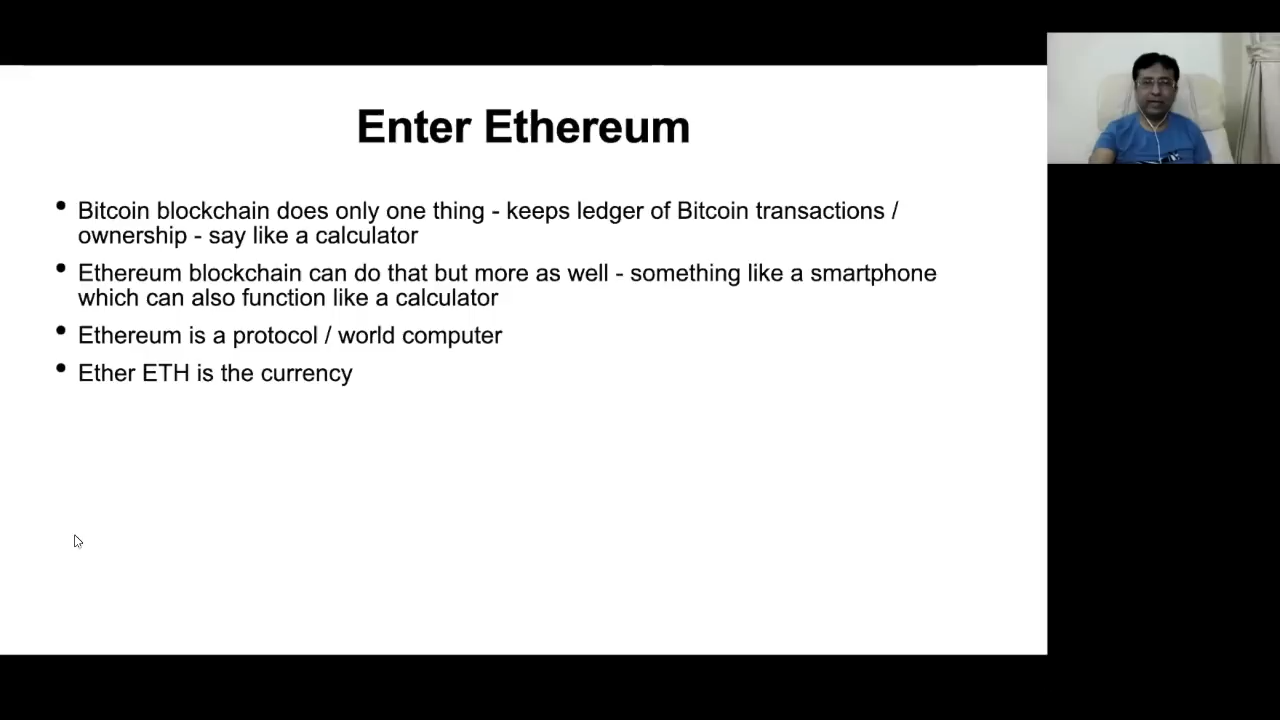 Enter Ethereum
• Bitcoin blockchain does only one thing - keeps ledger of Bitcoin transactions /
ownership - say like a calculator
• Ethereum blockchain can do that but more as well - something like a smartphone
which can also function like a calculator
• Ethereum is a protocol / world computer
• Ether ETH is the currency